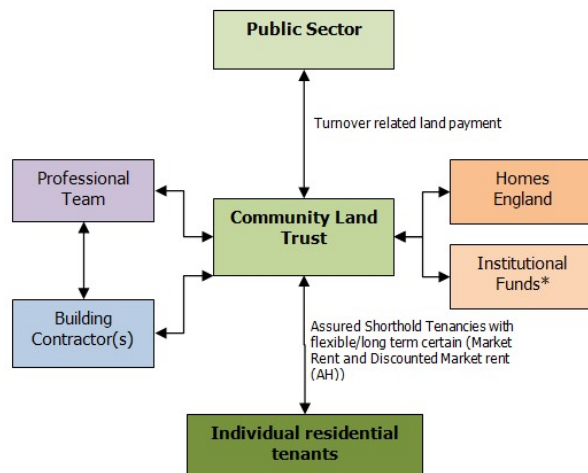 Public Sector
Turnover related land payment
Professional
Team
Community Land
Trust
Homes
England
Institutional
Funds*
Building
Contractor(s)
Assured Shorthold Tenancies with
flexible/long term certain (Market
Rent and Discounted Market rent
(AH))
Individual residential
tenants